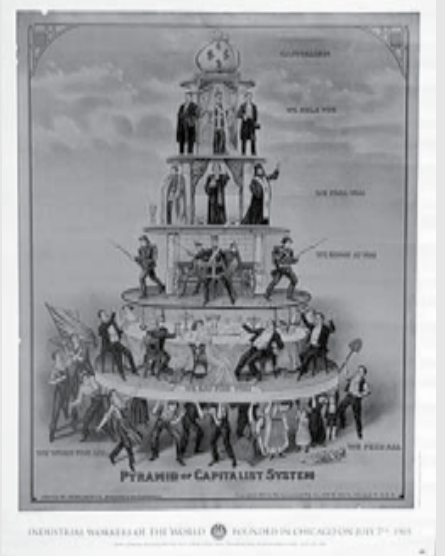 $ $ $
CAPITALISM
WE RULE YOU
WE FOOL YOU
WE SHOOT AT YOU
WE EAT FOR YOU
WE WORK FOR ALL
WE FEED ALL
PYRAMID OF CAPITALIST SYSTEM
INDUSTRIAL WORKERS OF THE WORLD FOUNDED IN CHICAGO ON JULY 7TH, 1905